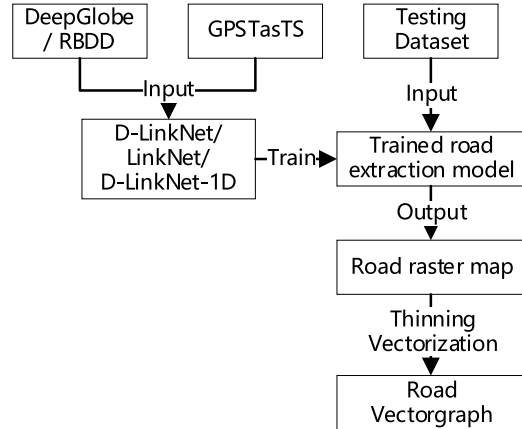 DeepGlobe
/ RBDD
GPSTasTS
Testing
Dataset
Input
Input
D-LinkNet/
LinkNet/
D-LinkNet-1D
Train
Trained road
extraction model
Output
Road raster map
Thinning
Vectorization
Road
Vectorgraph